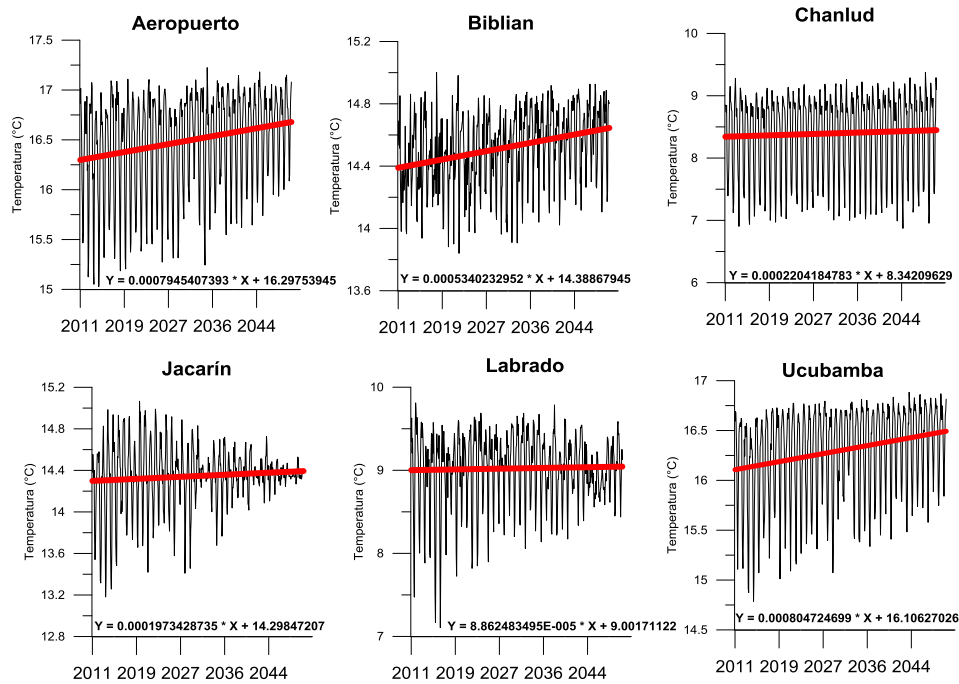 Aeropuerto
17.5
17
16.5
16
15.5
15
Temperatura (°C)
Y = 0.0007945407393 * X + 16.29753945
2011 2019 2027 2036 2044
Biblian
15.2
14.8
14.4
14
13.6
Temperatura (°C)
Y = 0.0005340232952 * X + 14.38867945
2011 2019 2027 2036 2044
Chanlud
10
9
8
7
6
Temperatura (°C)
Y = 0.0002204184783 * X + 8.34209629
2011 2019 2027 2036 2044
Jacarín
15.2
14.8
14.4
14
13.6
13.2
12.8
Temperatura (°C)
Y = 0.0001973428735 * X + 14.29847207
2011 2019 2027 2036 2044
Labrado
10
9
8
7
Temperatura (°C)
Y = 8.862483495E-005 * X + 9.00171122
2011 2019 2027 2036 2044
Ucubamba
17
16.5
16
15.5
15
14.5
Temperatura (°C)
Y = 0.000804724699 * X + 16.10627026
2011 2019 2027 2036 2044